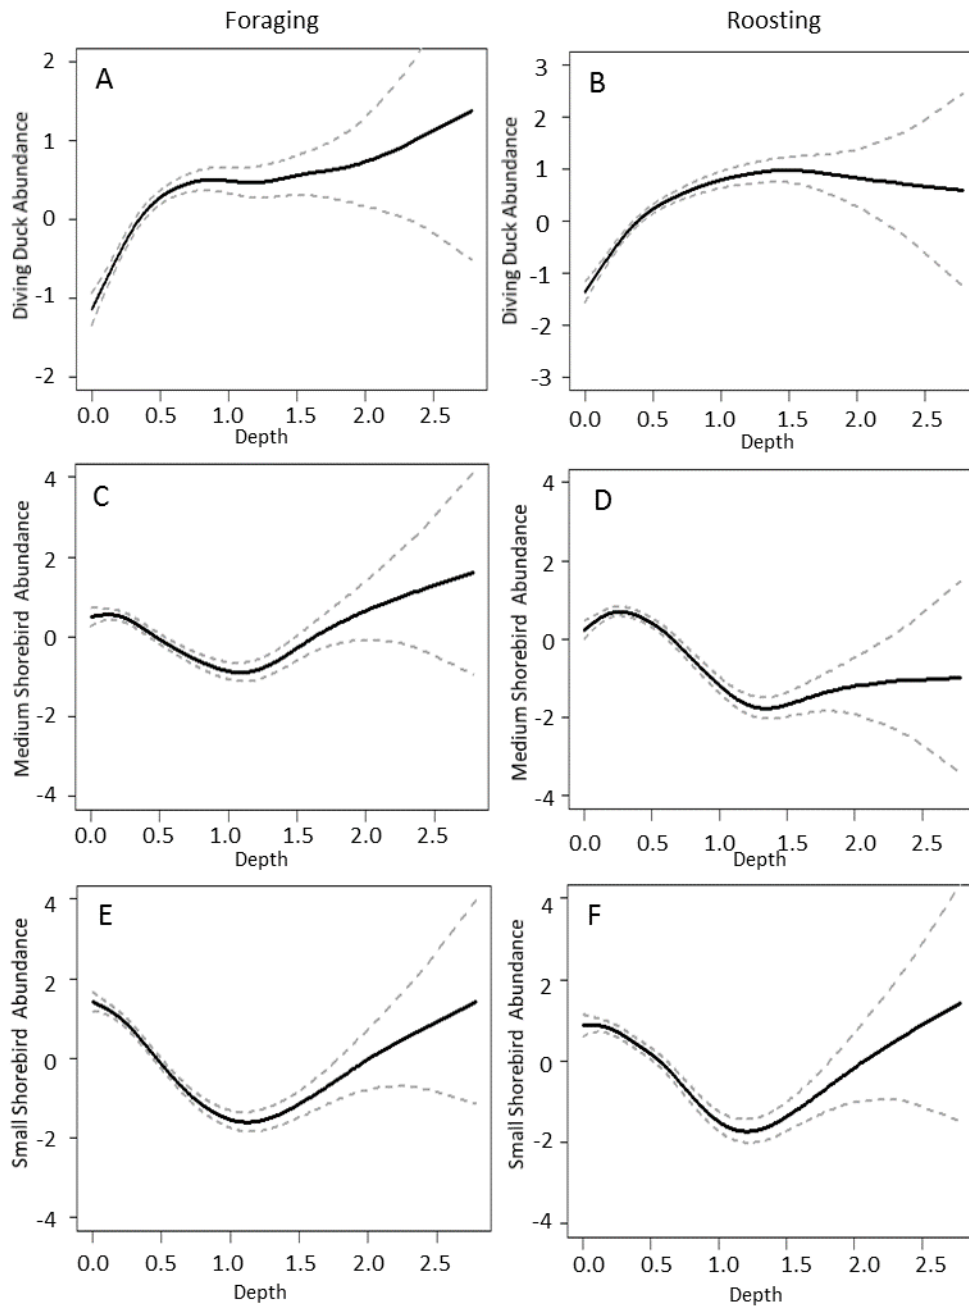 Foraging
Roosting
A
Diving Duck Abundance
2
1
0
-1
-2
0.0 0.5 1.0 1.5 2.0 2.5
Depth
B
Diving Duck Abundance
3
2
1
0
-1
-2
-3
0.0 0.5 1.0 1.5 2.0 2.5
Depth
C
Medium Shorebird Abundance
4
2
0
-2
-4
0.0 0.5 1.0 1.5 2.0 2.5
Depth
D
Medium Shorebird Abundance
4
2
0
-2
-4
0.0 0.5 1.0 1.5 2.0 2.5
Depth
E
Small Shorebird Abundance
4
2
0
-2
-4
0.0 0.5 1.0 1.5 2.0 2.5
Depth
F
Small Shorebird Abundance
4
2
0
-2
-4
0.0 0.5 1.0 1.5 2.0 2.5
Depth